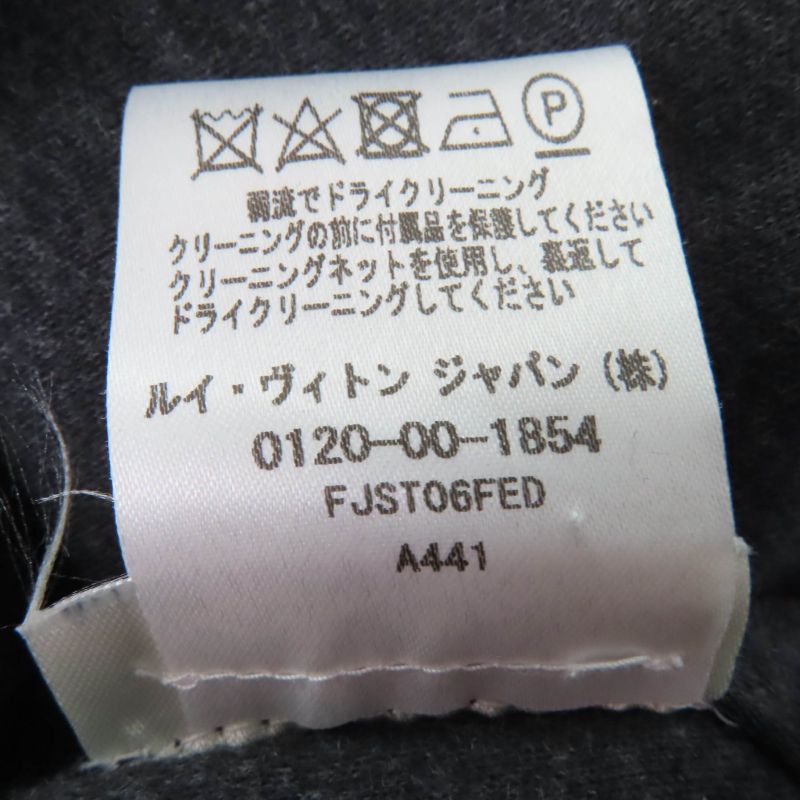 P
弱流でドライクリーニング
クリーニングの前に付属品を保護してください
クリーニングネットを使用し、裏返して
ドライクリーニングしてください
ルイ・ヴィトン ジャパン（株）
0120-00-1854
FJST06FED
A441